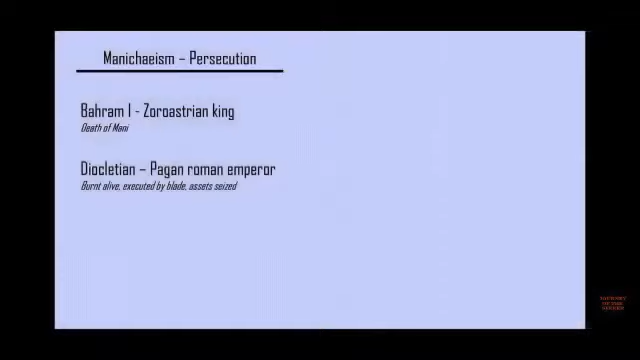 Manichaeism – Persecution
Bahram I - Zoroastrian king
Death of Mani
Diocletian – Pagan roman emperor
Burnt alive, executed by blade, assets seized